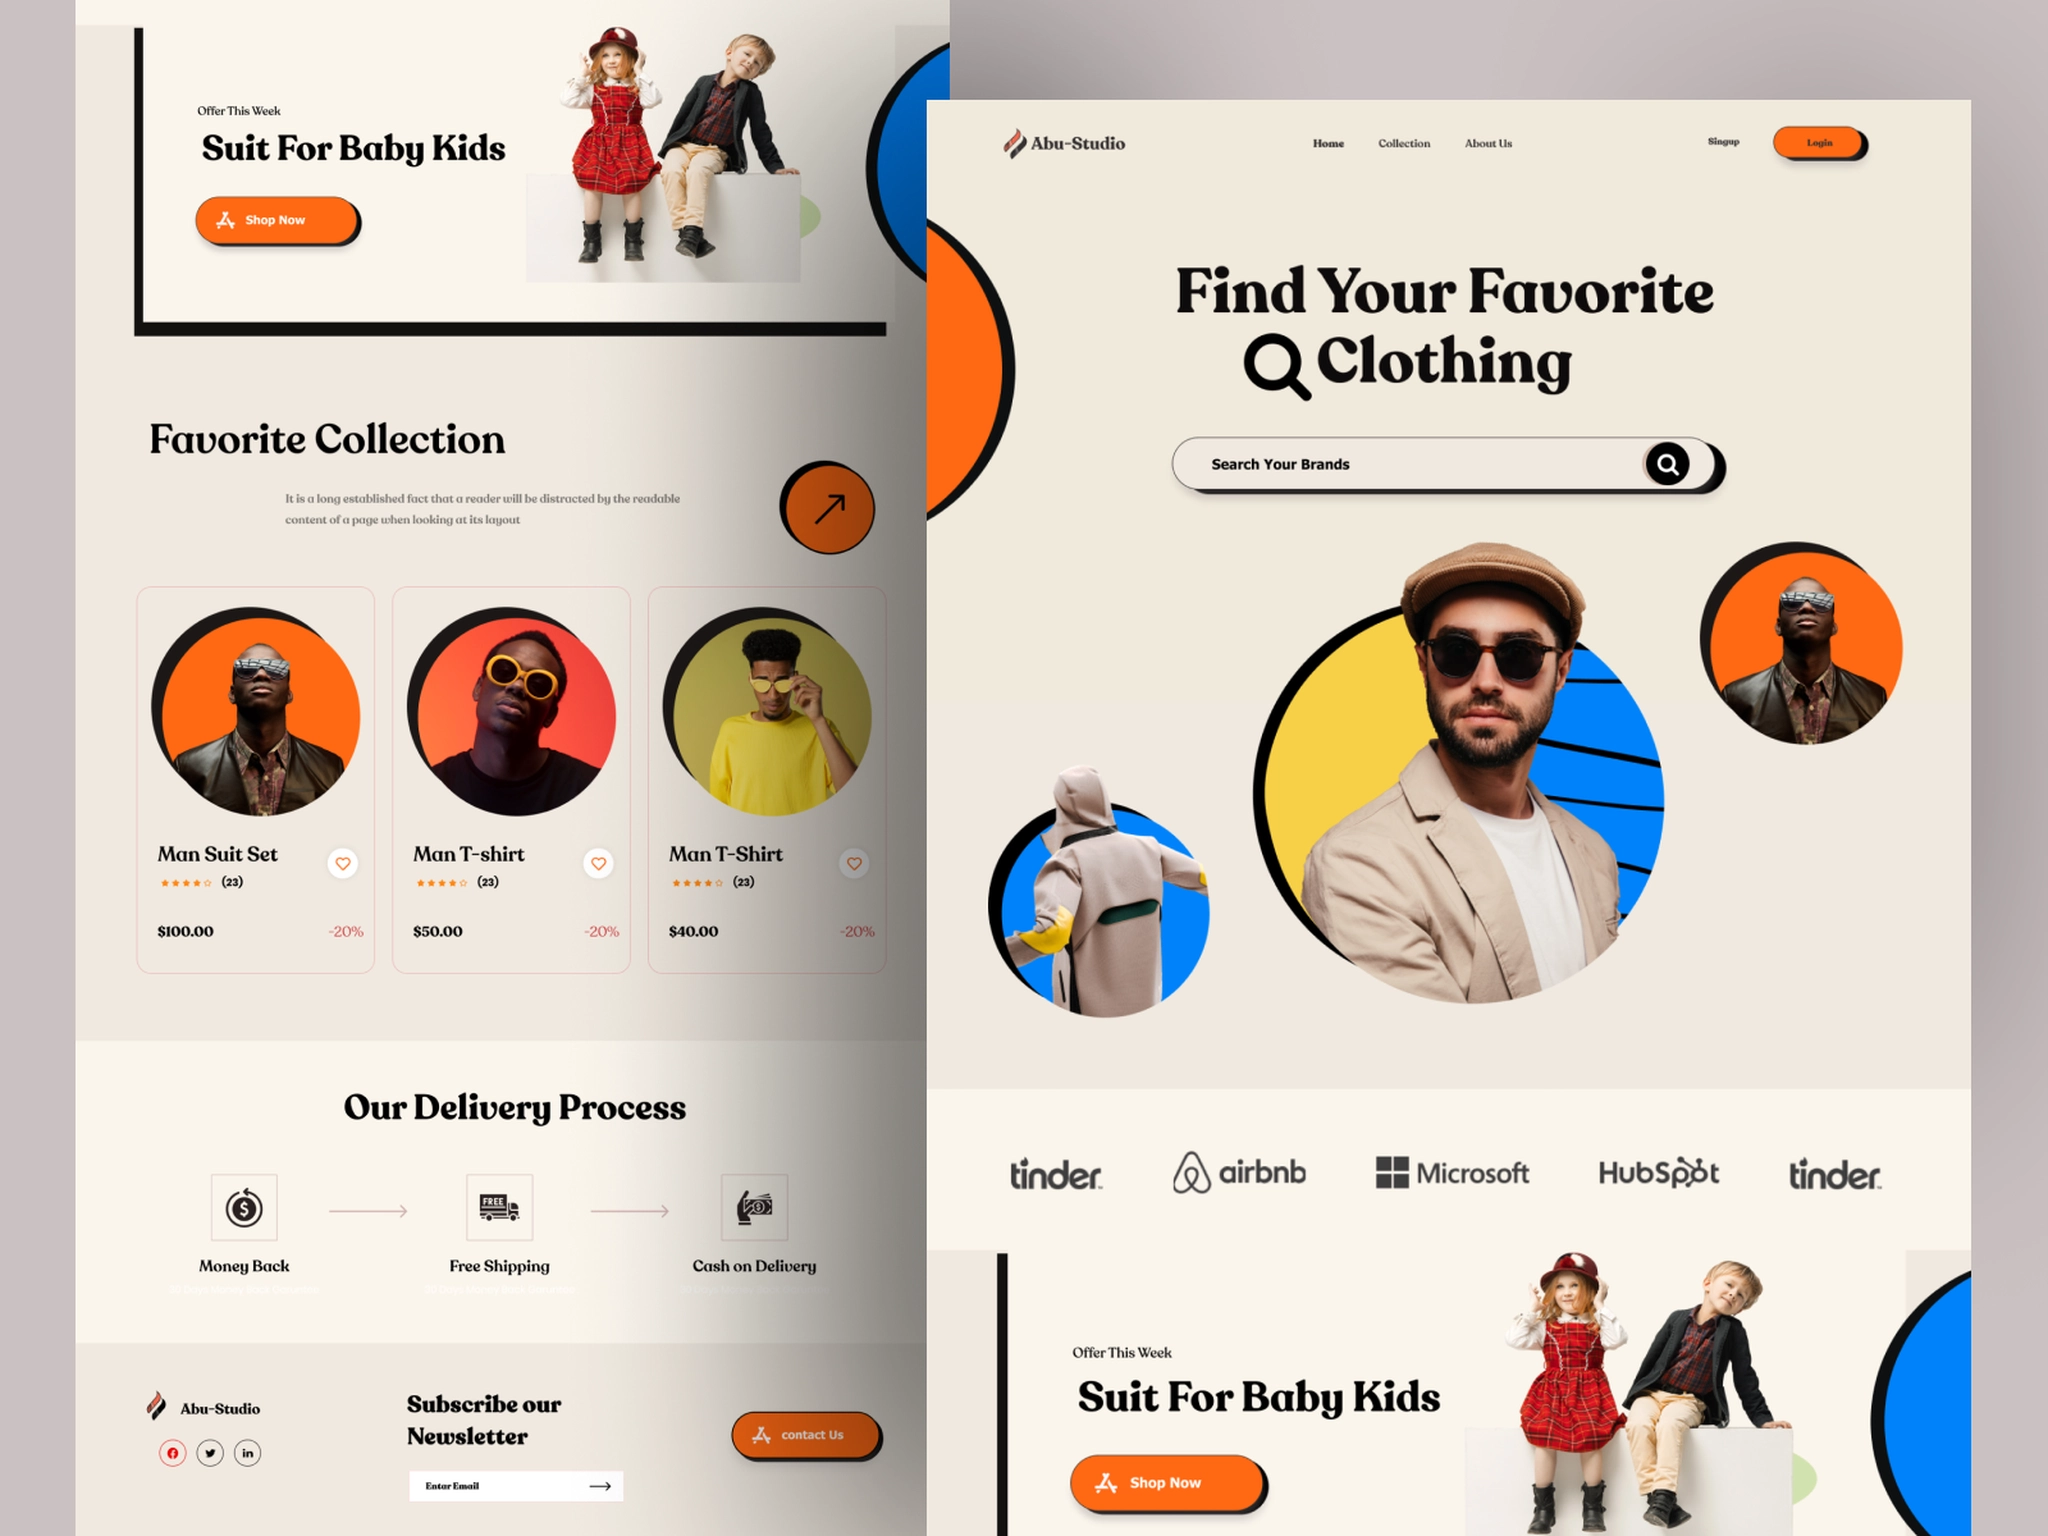 Offer This Week
Suit For Baby Kids
Shop Now
Favorite Collection
It is a long established fact that a reader will be distracted by the readable
content of a page when looking at its layout
Man Suit Set
(23)
$100.00
-20%
Man T-shirt
(23)
$50.00
-20%
Man T-Shirt
(23)
$40.00
-20%
Our Delivery Process
FREE
Money Back
Free Shipping
Cash on Delivery
Abu-Studio
in
Subscribe our
Newsletter
Entar Email
contact Us
Abu-Studio
Home
Collection
About Us
Singup
Login
Find Your Favorite
Clothing
Search Your Brands
tinder
airbnb
Microsoft
HubSpot
tinder
Offer This Week
Suit For Baby Kids
Shop Now